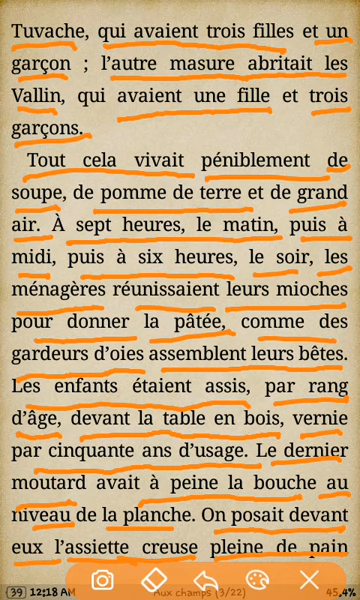 Tuvache, qui avaient trois filles et un
garçon ; l'autre masure abritait les
Vallin, qui avaient une fille et trois
garçons.
Tout cela vivait péniblement de
soupe, de pomme de terre et de grand
air. À sept heures, le matin, puis à
midi, puis à six heures, le soir, les
ménagères réunissaient leurs mioches
pour donner la pâtée, comme des
gardeurs d'oies assemblent leurs bêtes.
Les enfants étaient assis, par rang
d'âge, devant la table en bois, vernie
par cinquante ans d'usage. Le dernier
moutard avait à peine la bouche au
niveau de la planche. On posait devant
eux l'assiette creuse pleine de pain
(39) 12:18 AM Aux champs (3/22) 45.4%